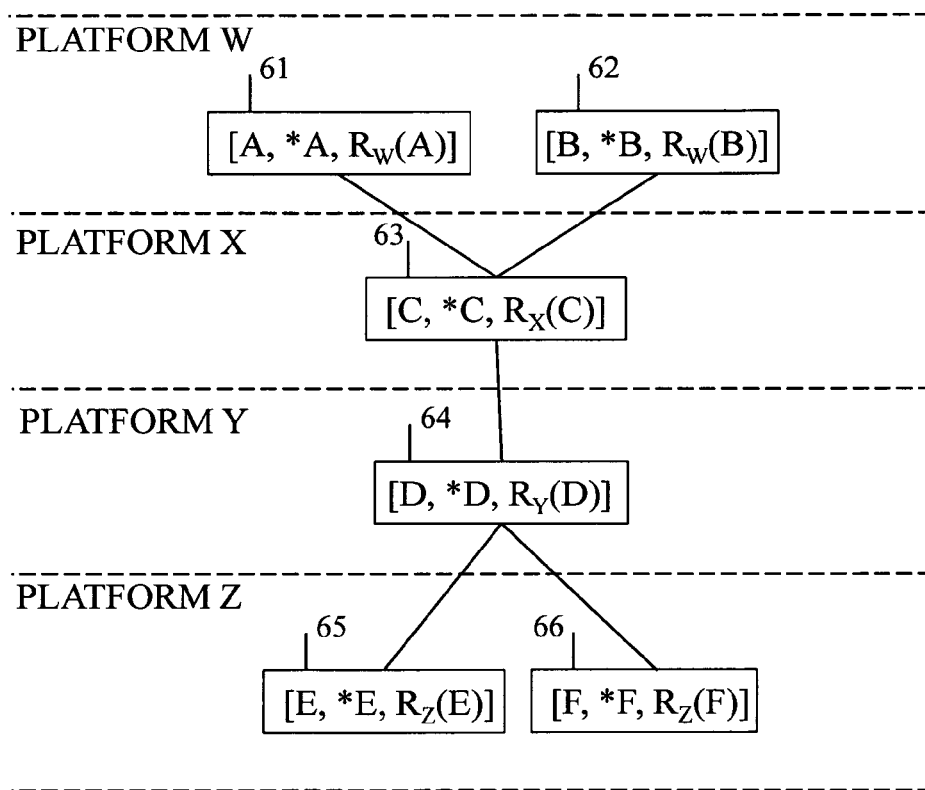 PLATFORM W
61
62
[A, *A, R_W(A)]
[B, *B, R_W(B)]
PLATFORM X
63
[C, *C, R_X(C)]
PLATFORM Y
64
[D, *D, R_Y(D)]
PLATFORM Z
65
66
[E, *E, R_Z(E)]
[F, *F, R_Z(F)]